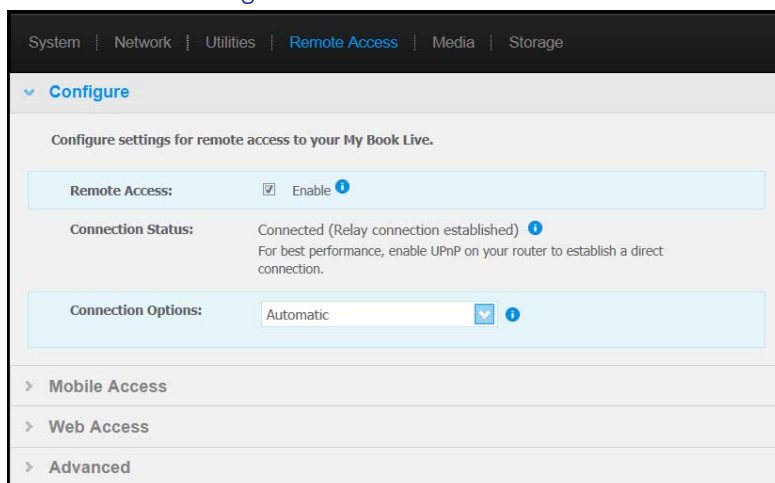 System | Network | Utilities | Remote Access | Media | Storage
Configure
Configure settings for remote access to your My Book Live.
Remote Access: Enable
Connection Status: Connected (Relay connection established)
For best performance, enable UPnP on your router to establish a direct
connection.
Connection Options: Automatic
Mobile Access
Web Access
Advanced